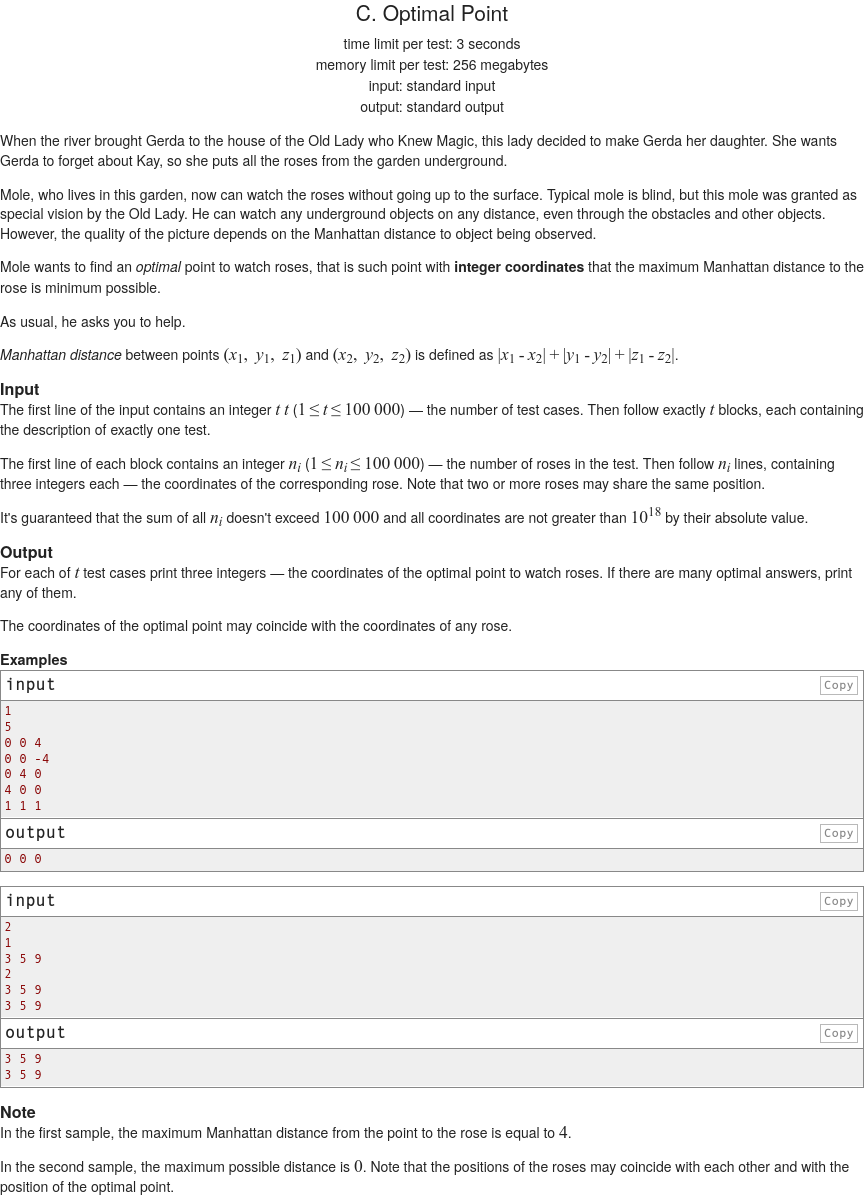 C. Optimal Point
time limit per test: 3 seconds
memory limit per test: 256 megabytes
input: standard input
output: standard output
When the river brought Gerda to the house of the Old Lady who Knew Magic, this lady decided to make Gerda her daughter. She wants
Gerda to forget about Kay, so she puts all the roses from the garden underground.
Mole, who lives in this garden, now can watch the roses without going up to the surface. Typical mole is blind, but this mole was granted as
special vision by the Old Lady. He can watch any underground objects on any distance, even through the obstacles and other objects.
However, the quality of the picture depends on the Manhattan distance to object being observed.
Mole wants to find an optimal point to watch roses, that is such point with integer coordinates that the maximum Manhattan distance to the
rose is minimum possible.
As usual, he asks you to help.
Manhattan distance between points (x1, y1, z1) and (x2, y2, z2) is defined as |x1 - x2| + |y1 - y2| + |z1 - z2|.
Input
The first line of the input contains an integer t t (1 ≤ t ≤ 100 000) — the number of test cases. Then follow exactly t blocks, each containing
the description of exactly one test.
The first line of each block contains an integer ni (1 ≤ ni ≤ 100 000) — the number of roses in the test. Then follow ni lines, containing
three integers each — the coordinates of the corresponding rose. Note that two or more roses may share the same position.
It's guaranteed that the sum of all ni doesn't exceed 100 000 and all coordinates are not greater than 10^18 by their absolute value.
Output
For each of t test cases print three integers — the coordinates of the optimal point to watch roses. If there are many optimal answers, print
any of them.
The coordinates of the optimal point may coincide with the coordinates of any rose.
Examples
input Copy
1
5
0 0 4
0 0 -4
0 4 0
4 0 0
1 1 1
output Copy
0 0 0
input Copy
2
1
3 5 9
2
3 5 9
3 5 9
output Copy
3 5 9
3 5 9
Note
In the first sample, the maximum Manhattan distance from the point to the rose is equal to 4.
In the second sample, the maximum possible distance is 0. Note that the positions of the roses may coincide with each other and with the
position of the optimal point.